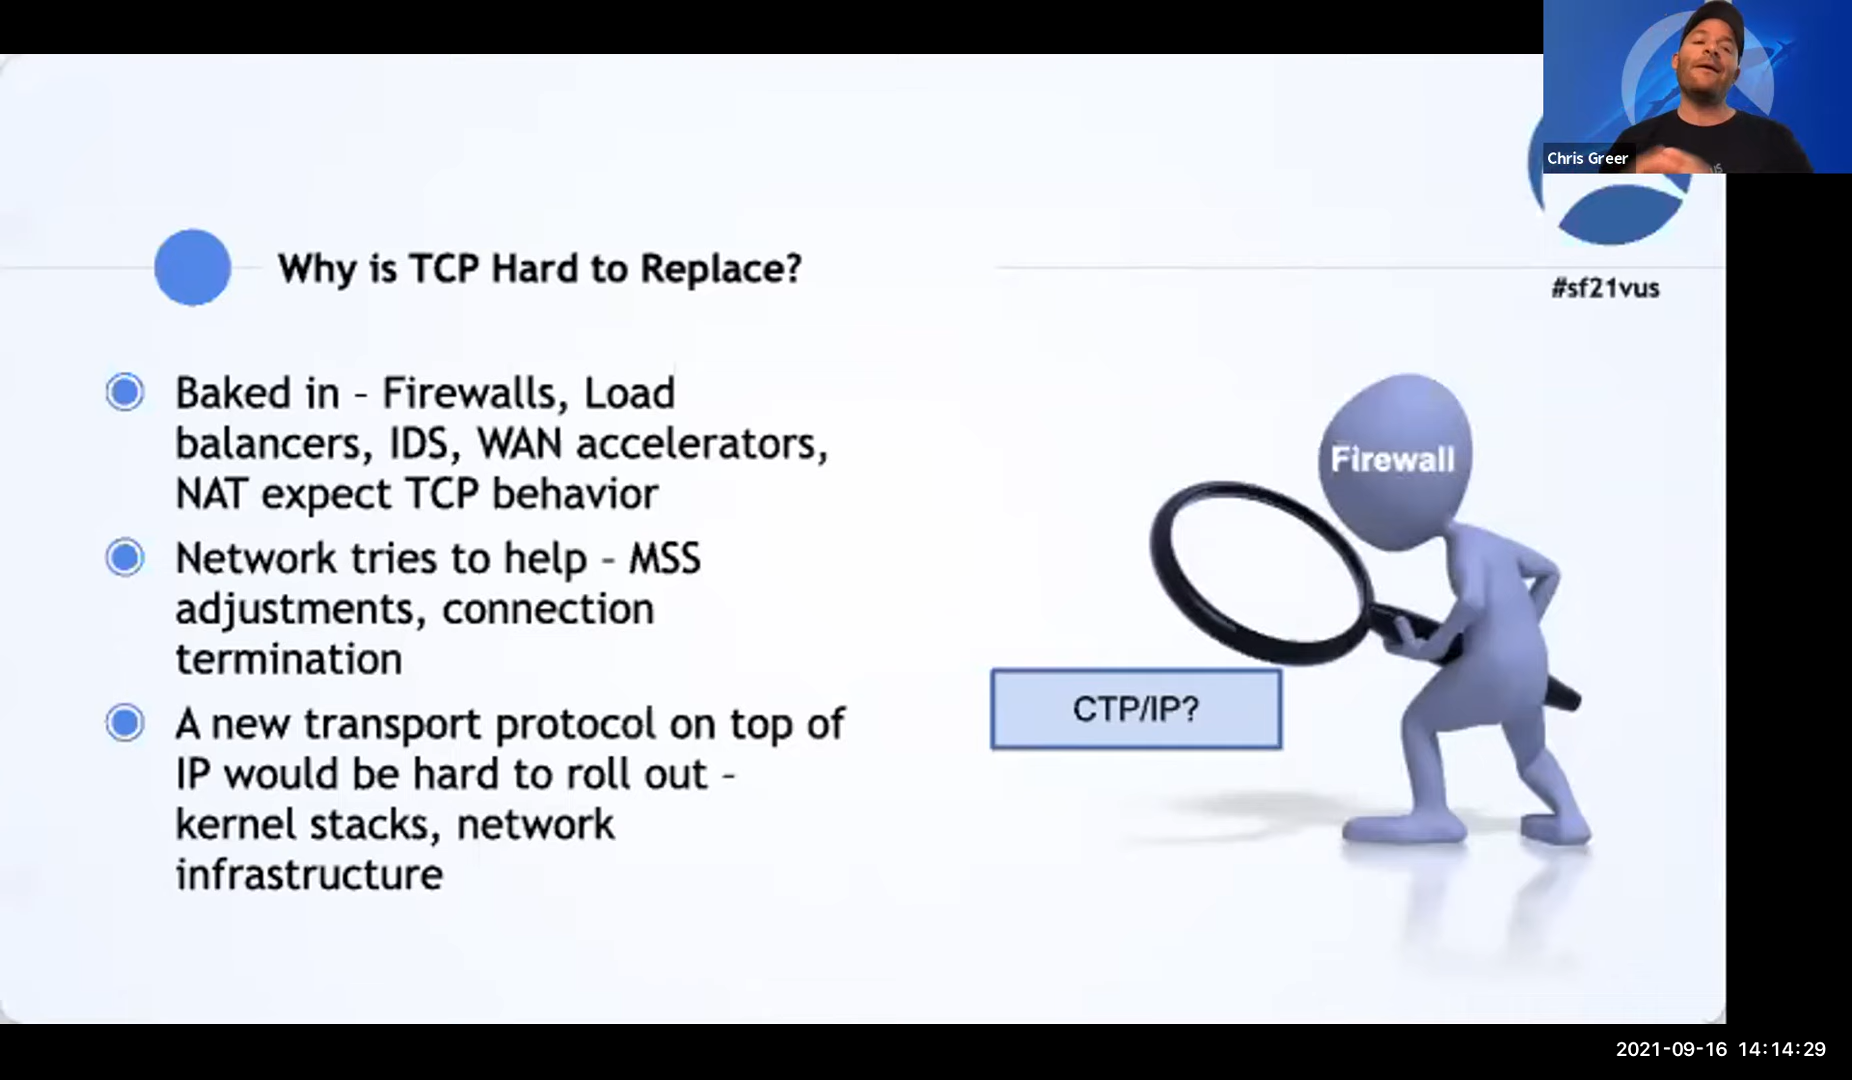 Chris Greer
#sf21vus
Why is TCP Hard to Replace?
Baked in – Firewalls, Load
balancers, IDS, WAN accelerators,
NAT expect TCP behavior
Network tries to help – MSS
adjustments, connection
termination
A new transport protocol on top of
IP would be hard to roll out –
kernel stacks, network
infrastructure
Firewall
CTP/IP?
2021-09-16 14:14:29